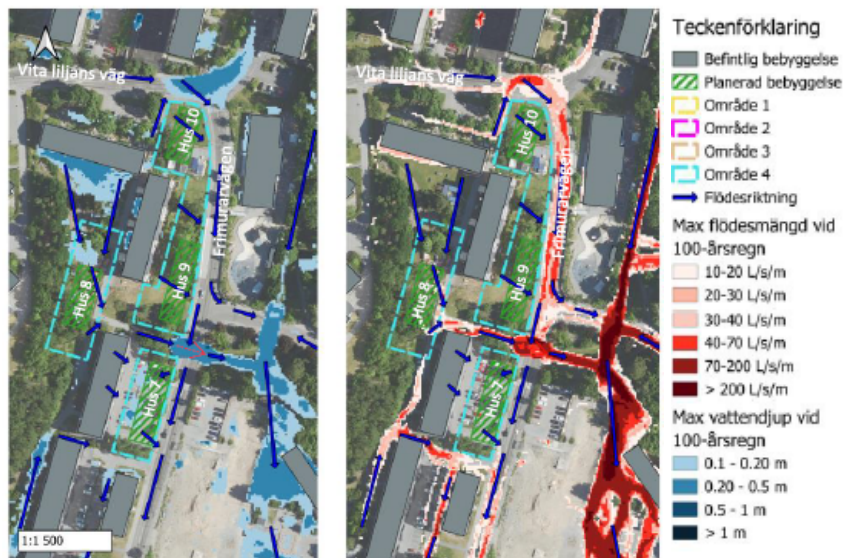 Vita liljans väg
Hus 10
Frimurarvägen
Hus 9
Hus 8
Hus 7
1:1 500
Vita liljans väg
Hus 10
Frimurarvägen
Hus 9
Hus 8
Hus 7
Teckenförklaring
Befintlig bebyggelse
Planerad bebyggelse
Område 1
Område 2
Område 3
Område 4
Flödesriktning
Max flödesmängd vid
100-årsregn
10-20 L/s/m
20-30 L/s/m
30-40 L/s/m
40-70 L/s/m
70-200 L/s/m
> 200 L/s/m
Max vattendjup vid
100-årsregn
0.1 - 0.20 m
0.20 - 0.5 m
0.5 - 1 m
> 1 m